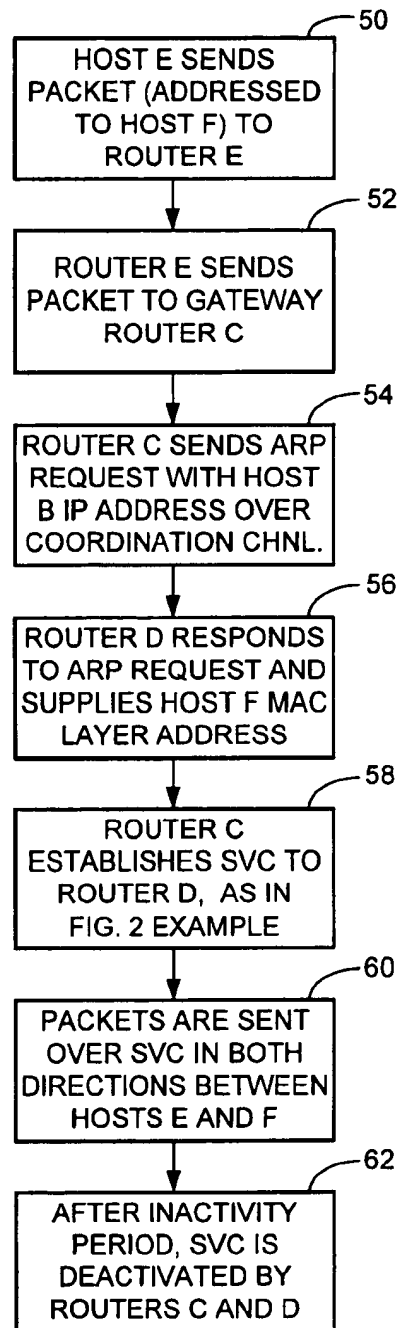 50
HOST E SENDS
PACKET (ADDRESSED
TO HOST F) TO
ROUTER E
52
ROUTER E SENDS
PACKET TO GATEWAY
ROUTER C
54
ROUTER C SENDS ARP
REQUEST WITH HOST
B IP ADDRESS OVER
COORDINATION CHNL.
56
ROUTER D RESPONDS
TO ARP REQUEST AND
SUPPLIES HOST F MAC
LAYER ADDRESS
58
ROUTER C
ESTABLISHES SVC TO
ROUTER D, AS IN
FIG. 2 EXAMPLE
60
PACKETS ARE SENT
OVER SVC IN BOTH
DIRECTIONS BETWEEN
HOSTS E AND F
62
AFTER INACTIVITY
PERIOD, SVC IS
DEACTIVATED BY
ROUTERS C AND D